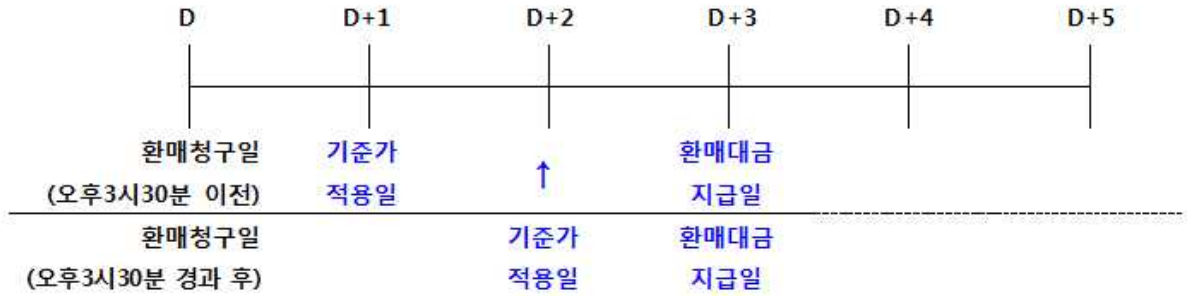 D D+1 D+2 D+3 D+4 D+5
환매청구일 기준가 ↑ 환매대금
(오후3시30분 이전) 적용일 지급일
환매청구일 기준가 환매대금
(오후3시30분 경과 후) 적용일 지급일